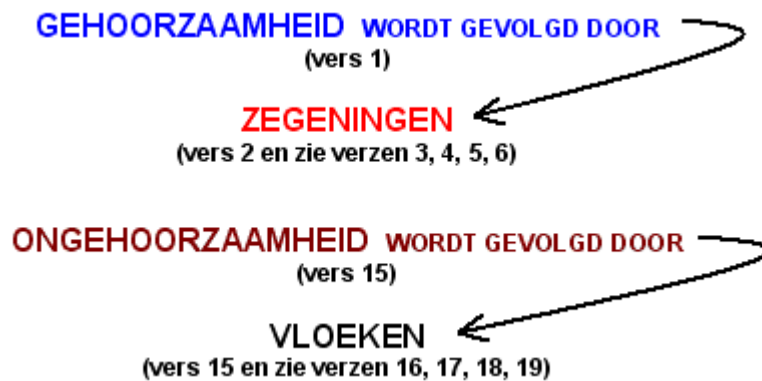 GEHOORZAAMHEID WORDT GEVOLGD DOOR
(vers 1)
ZEGENINGEN
(vers 2 en zie verzen 3, 4, 5, 6)
ONGEHOORZAAMHEID WORDT GEVOLGD DOOR
(vers 15)
VLOEKEN
(vers 15 en zie verzen 16, 17, 18, 19)